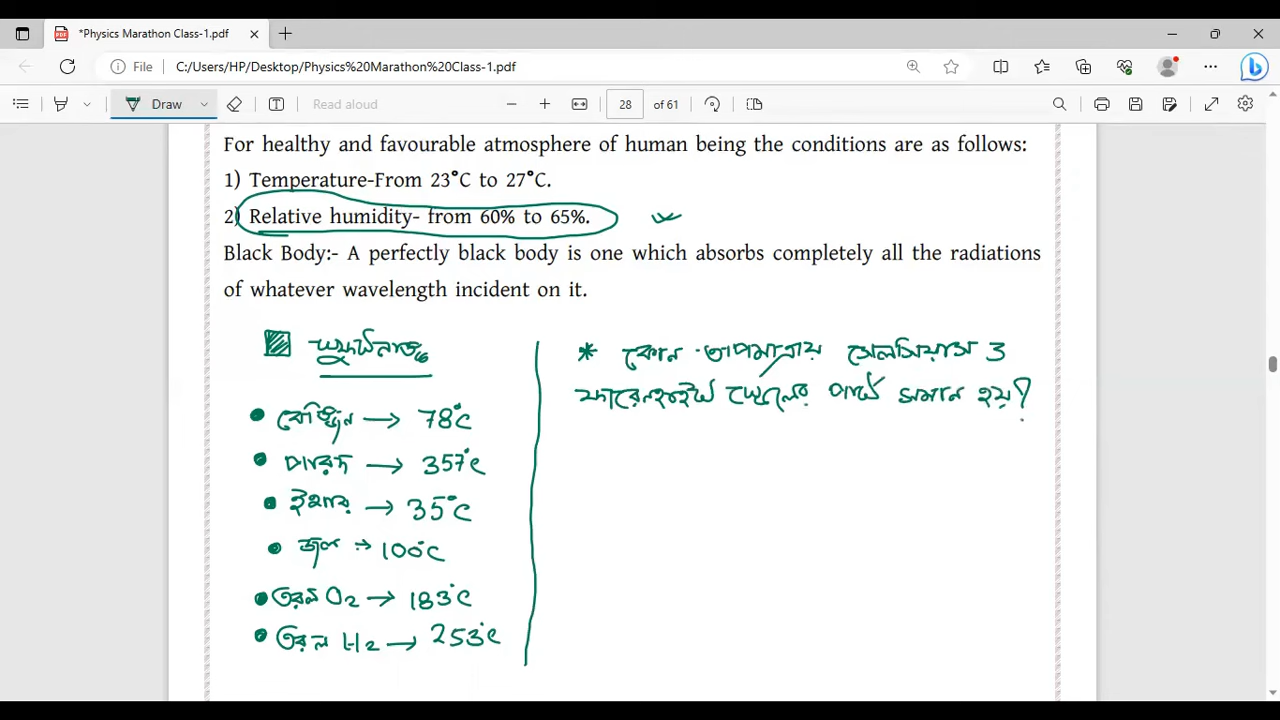 *Physics Marathon Class-1.pdf
File C:/Users/HP/Desktop/Physics%20Marathon%20Class-1.pdf
Draw Read aloud 28 of 61
For healthy and favourable atmosphere of human being the conditions are as follows:
1) Temperature-From 23°C to 27°C.
2) Relative humidity- from 60% to 65%.
Black Body:- A perfectly black body is one which absorbs completely all the radiations
of whatever wavelength incident on it.
স্ফুটনাঙ্ক
বেঞ্জিন → 78°C
পারদ → 357°C
ইথার → 35°C
জল → 100°C
তরল O2 → 183°C
তরল H2 → 253°C
* কোন তাপমাত্রায় সেলসিয়াস ও
ফারেনহাইট স্কেলের পাঠ সমান হয়?